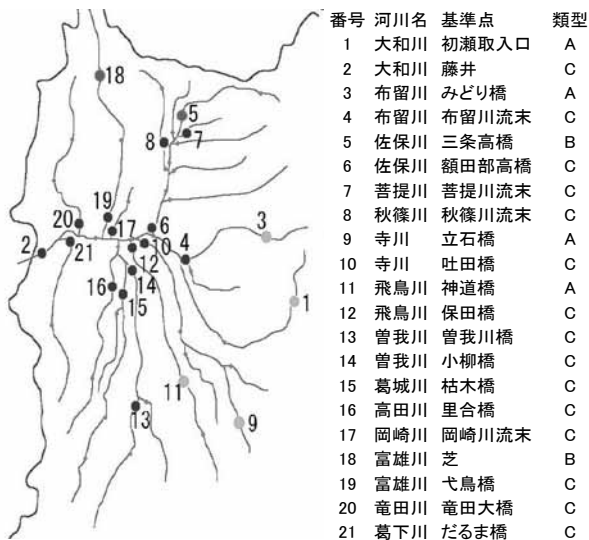 番号 河川名 基準点 類型
1 大和川 初瀬取入口 A
2 大和川 藤井 C
3 布留川 みどり橋 A
4 布留川 布留川流末 C
5 佐保川 三条高橋 B
6 佐保川 額田部高橋 C
7 菩提川 菩提川流末 C
8 秋篠川 秋篠川流末 C
9 寺川 立石橋 A
10 寺川 吐田橋 C
11 飛鳥川 神道橋 A
12 飛鳥川 保田橋 C
13 曽我川 曽我川橋 C
14 曽我川 小柳橋 C
15 葛城川 枯木橋 C
16 高田川 里合橋 C
17 岡崎川 岡崎川流末 C
18 富雄川 芝 B
19 富雄川 弋鳥橋 C
20 竜田川 竜田大橋 C
21 葛下川 だるま橋 C
18
5
8
7
19
20
17
6
3
2
21
10
4
12
16
14
15
1
11
13
9